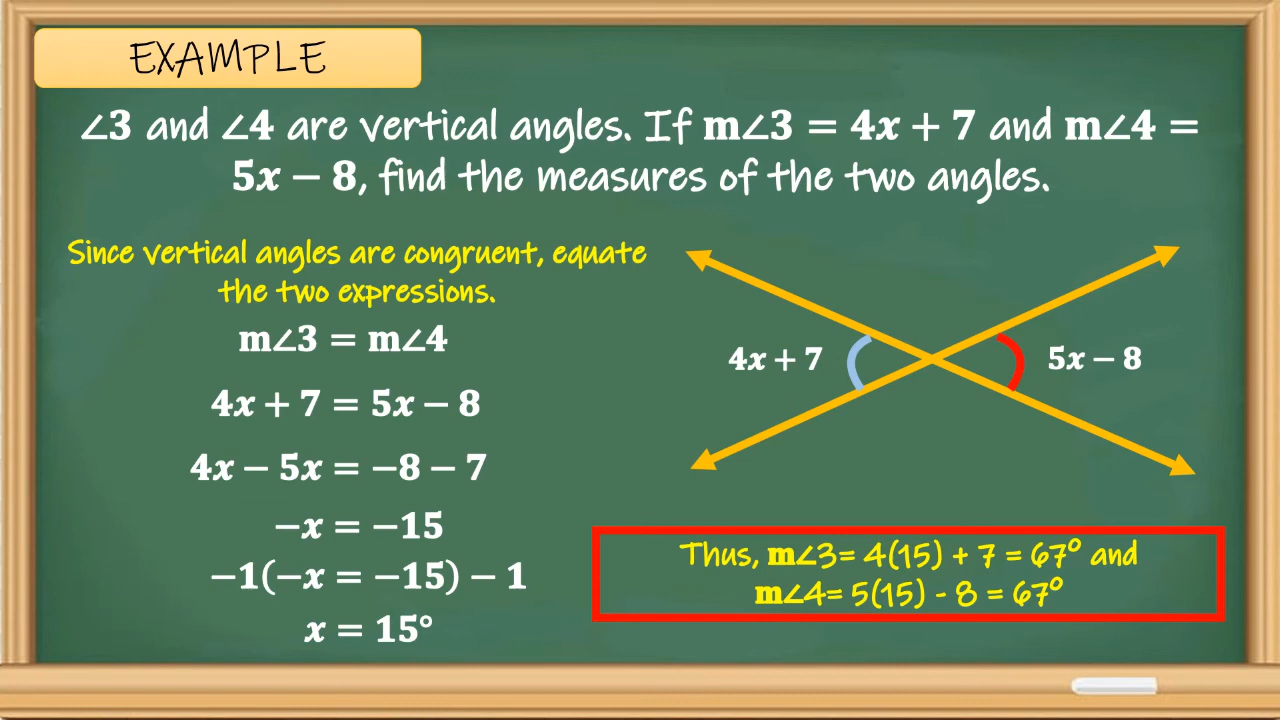 EXAMPLE
∠3 and ∠4 are vertical angles. If m∠3 = 4x + 7 and m∠4 =
5x − 8, find the measures of the two angles.
Since vertical angles are congruent, equate
the two expressions.
m∠3 = m∠4
4x + 7 = 5x − 8
4x − 5x = −8 − 7
−x = −15
−1(−x = −15) − 1
x = 15°
4x + 7
5x − 8
Thus, m∠3= 4(15) + 7 = 67° and
m∠4= 5(15) - 8 = 67°